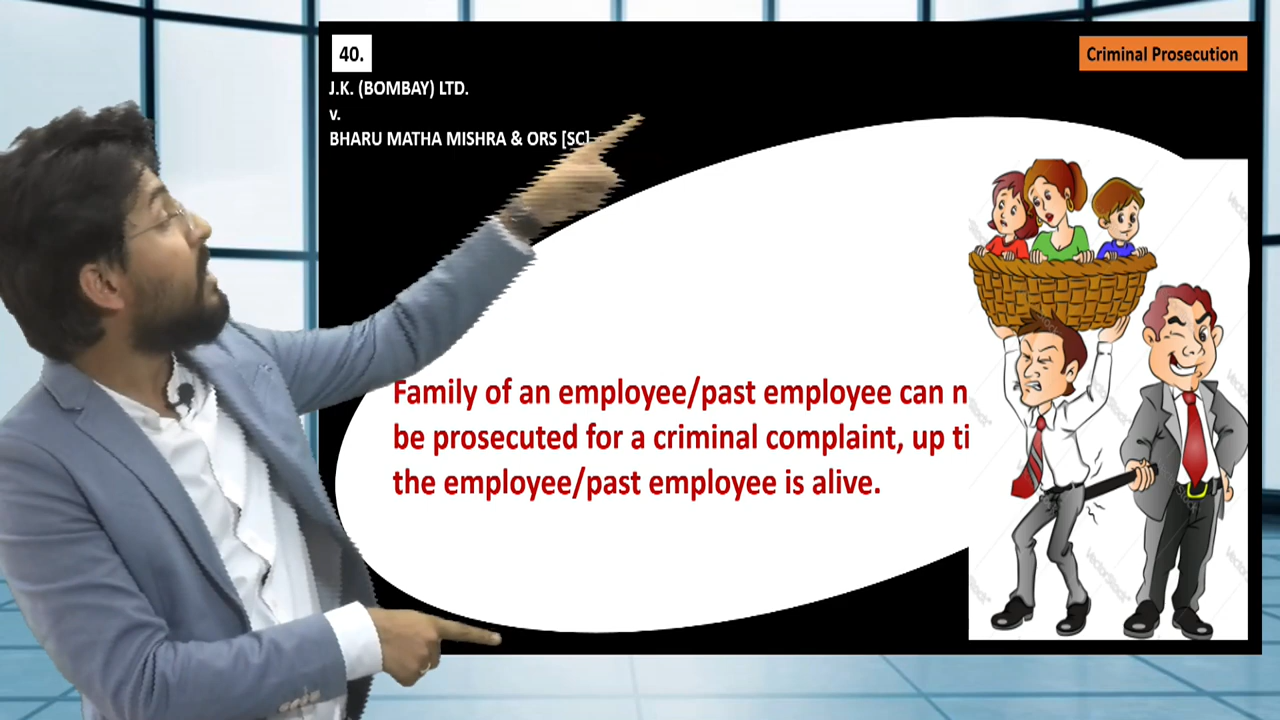 40.
Criminal Prosecution
J.K. (BOMBAY) LTD.
v.
BHARU MATHA MISHRA & ORS [SC]
Family of an employee/past employee can n
be prosecuted for a criminal complaint, up ti
the employee/past employee is alive.
VectorStock